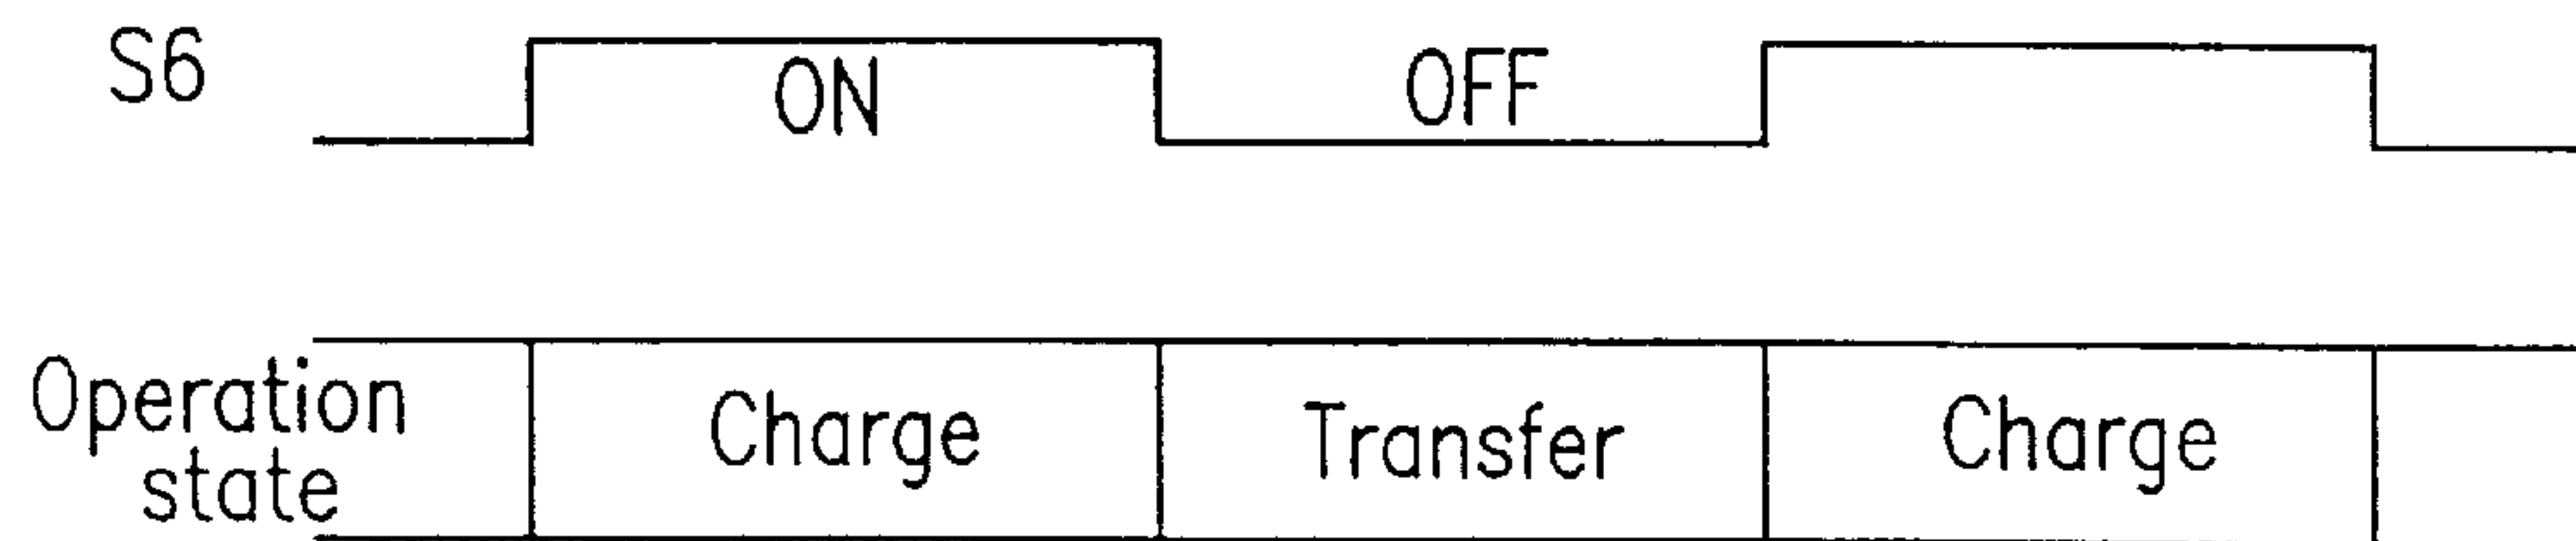 S6
ON
OFF
Operation
state
Charge
Transfer
Charge